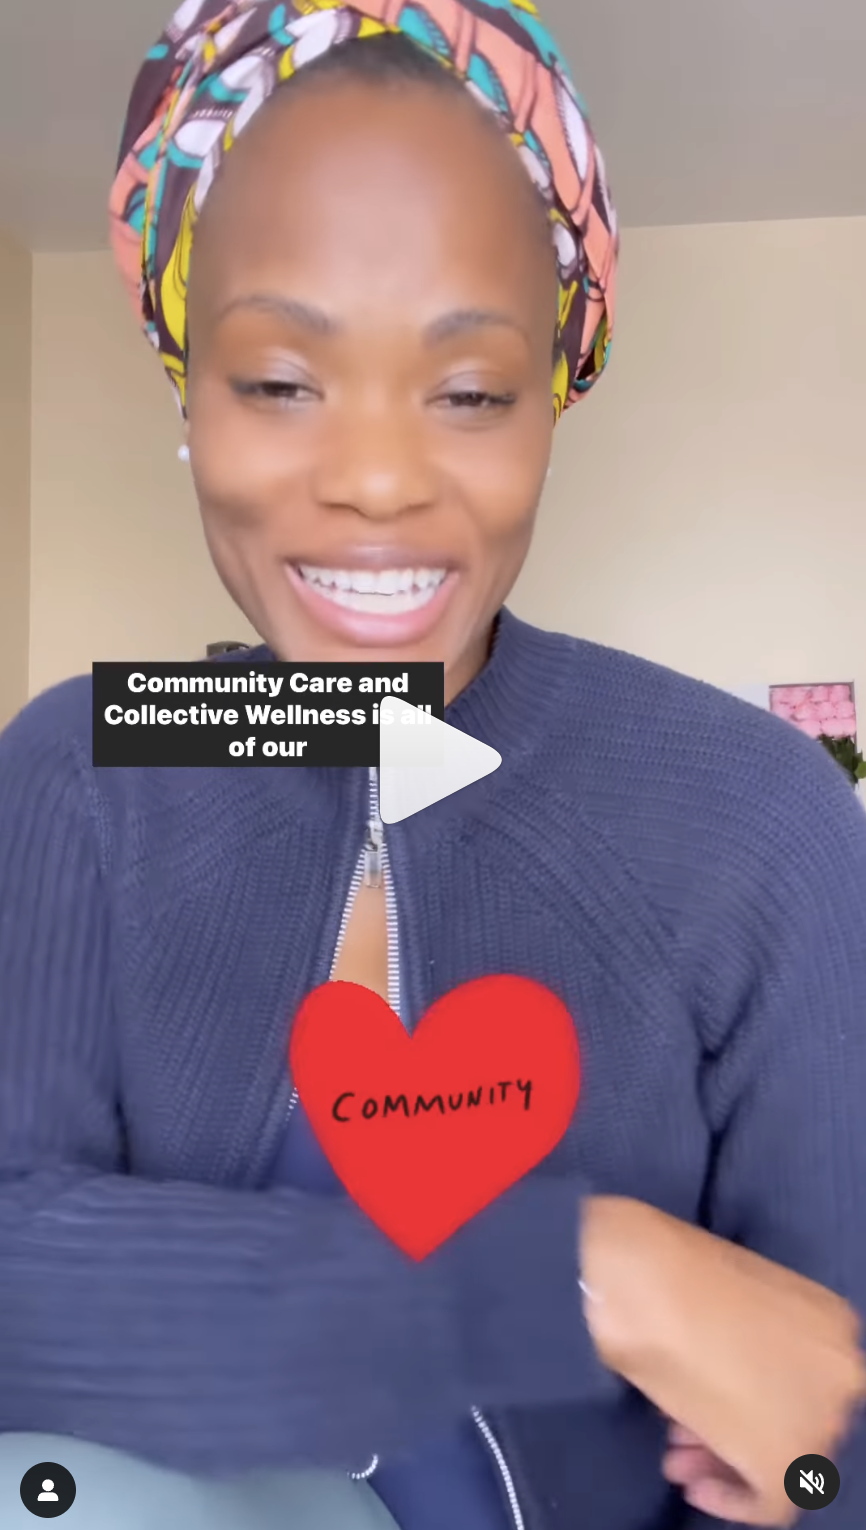 Community Care and
Collective Wellness is all
of our
COMMUNITY